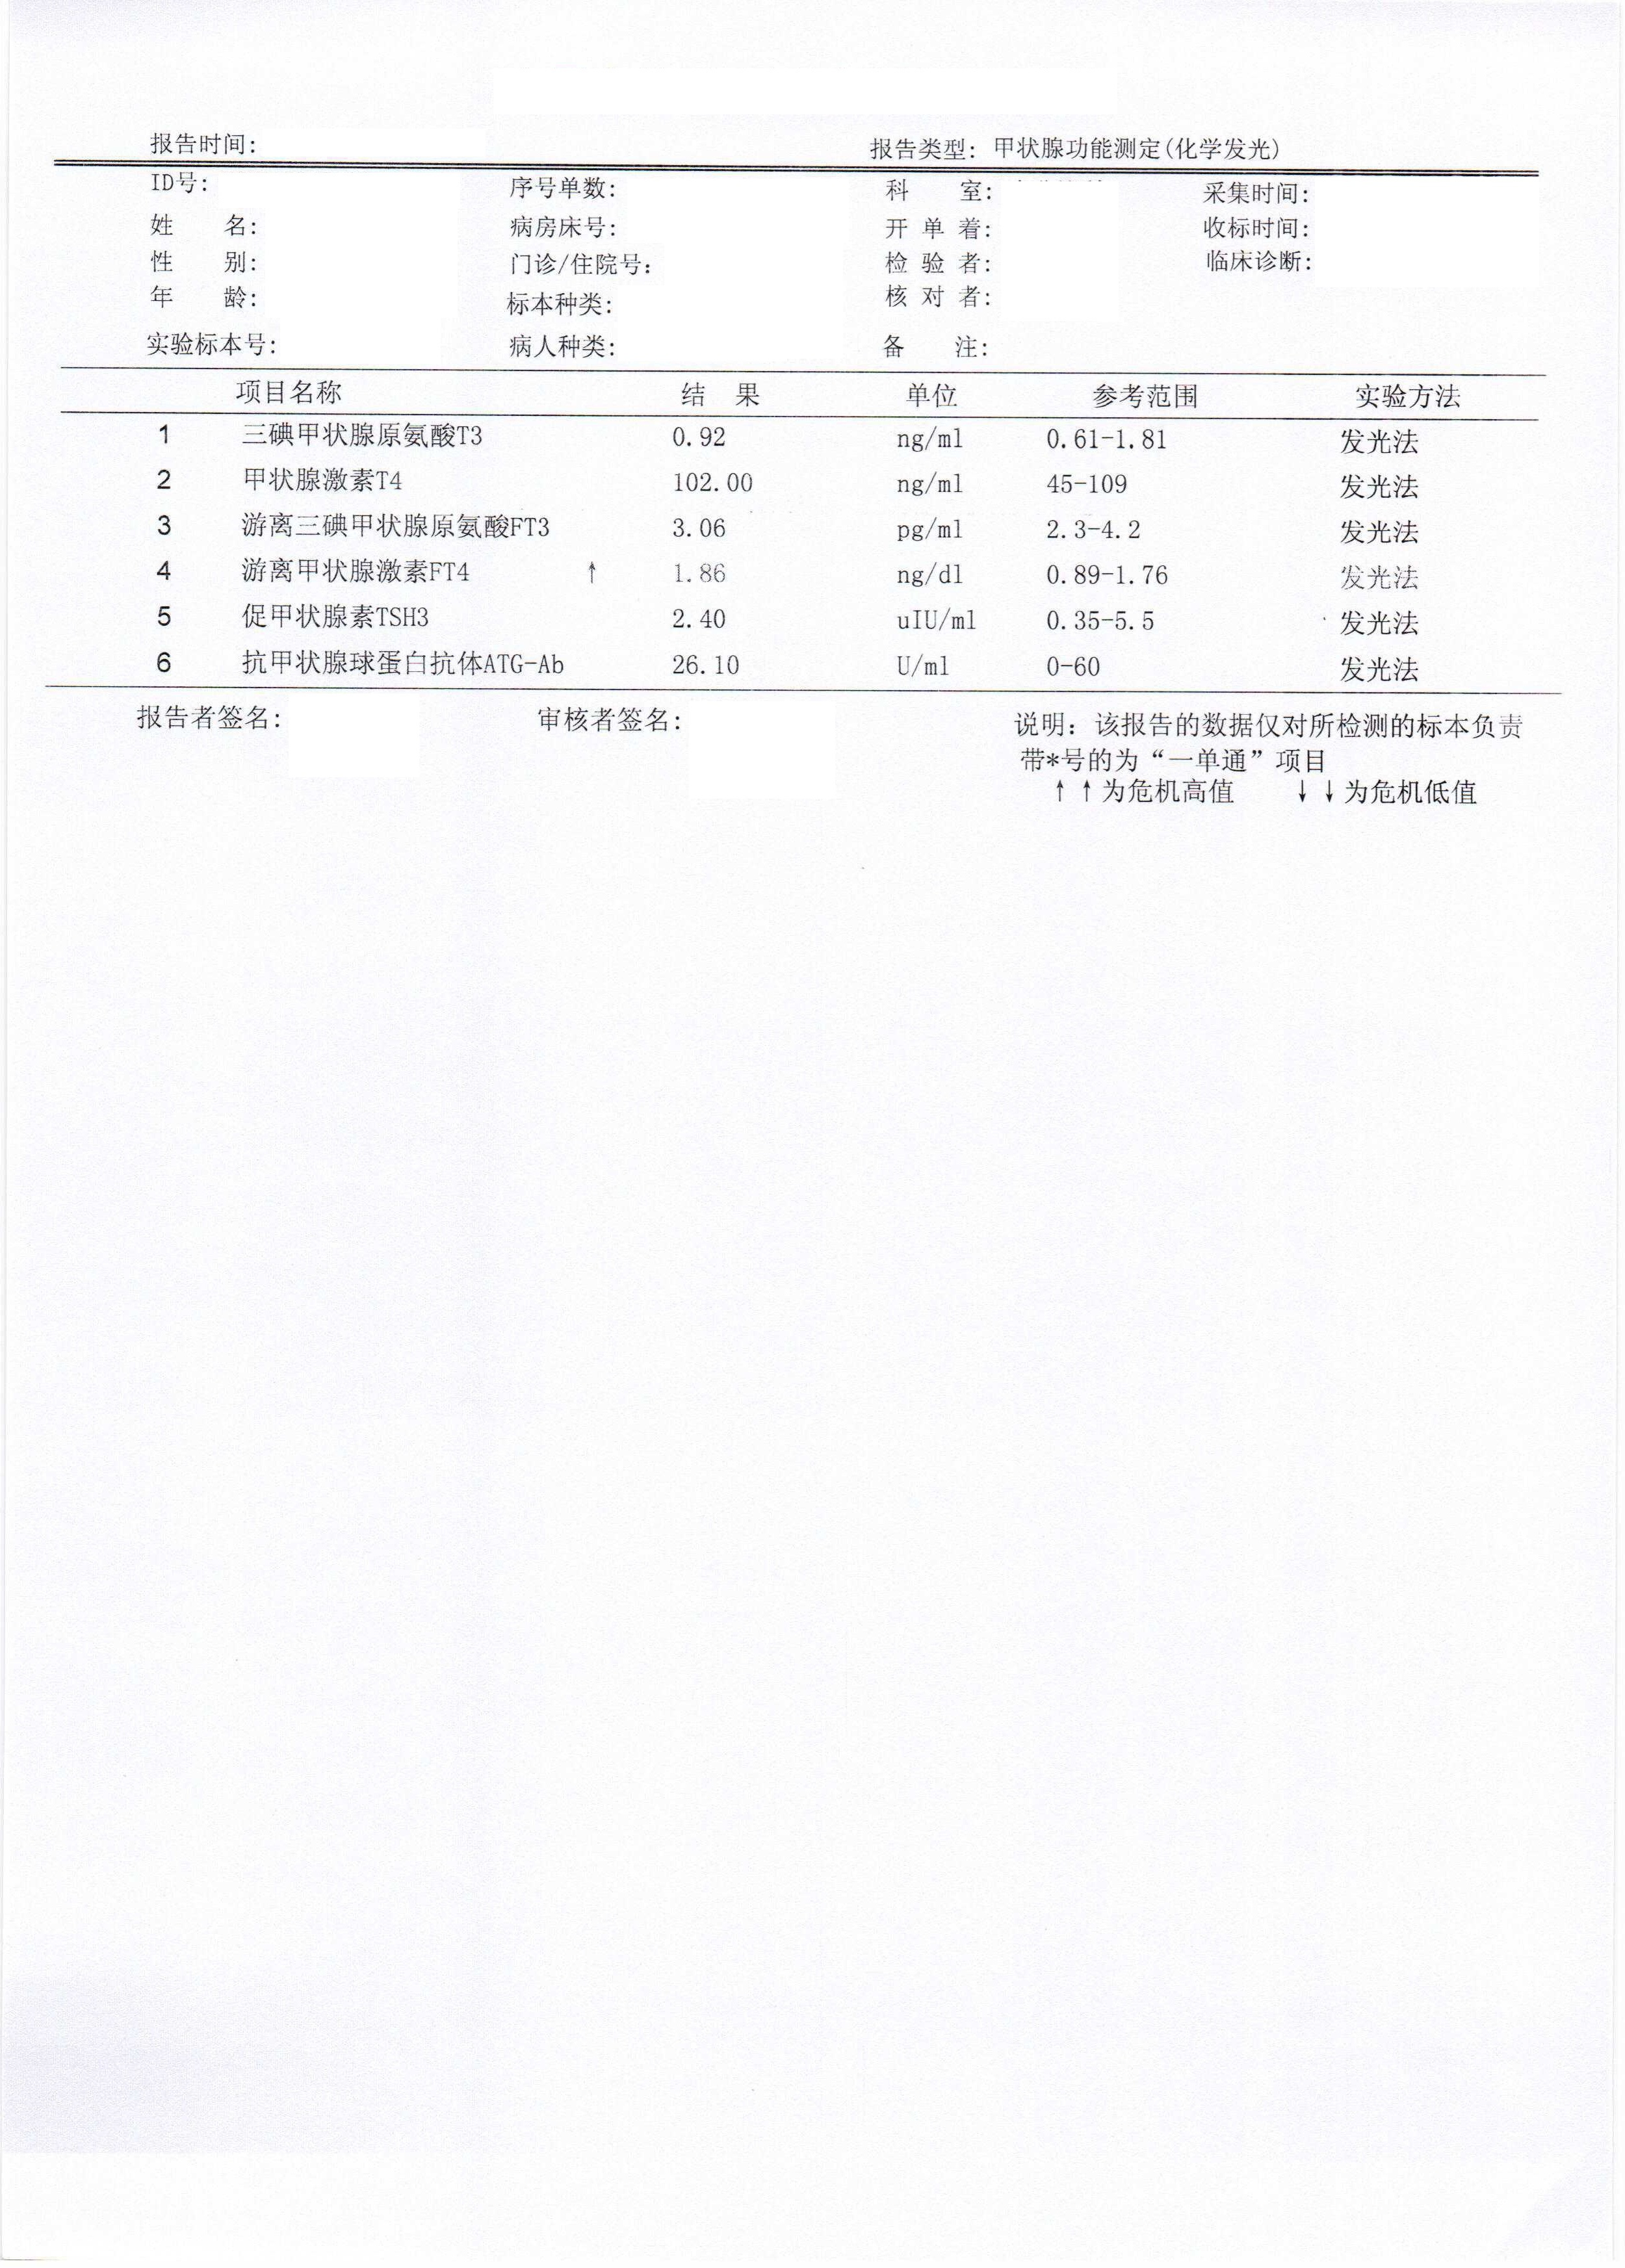 报告时间: 报告类型: 甲状腺功能测定(化学发光)
ID号: 序号单数: 科 室: 采集时间:
姓 名: 病房床号: 开 单 着: 收标时间:
性 别: 门诊/住院号: 检 验 者: 临床诊断:
年 龄: 标本种类: 核 对 者:
实验标本号: 病人种类: 备 注:
项目名称 结 果 单位 参考范围 实验方法
1 三碘甲状腺原氨酸T3 0.92 ng/ml 0.61-1.81 发光法
2 甲状腺激素T4 102.00 ng/ml 45-109 发光法
3 游离三碘甲状腺原氨酸FT3 3.06 pg/ml 2.3-4.2 发光法
4 游离甲状腺激素FT4 ↑ 1.86 ng/dl 0.89-1.76 发光法
5 促甲状腺素TSH3 2.40 uIU/ml 0.35-5.5 发光法
6 抗甲状腺球蛋白抗体ATG-Ab 26.10 U/ml 0-60 发光法
报告者签名: 审核者签名: 说明: 该报告的数据仅对所检测的标本负责
带*号的为“一单通”项目
↑↑为危机高值 ↓↓为危机低值